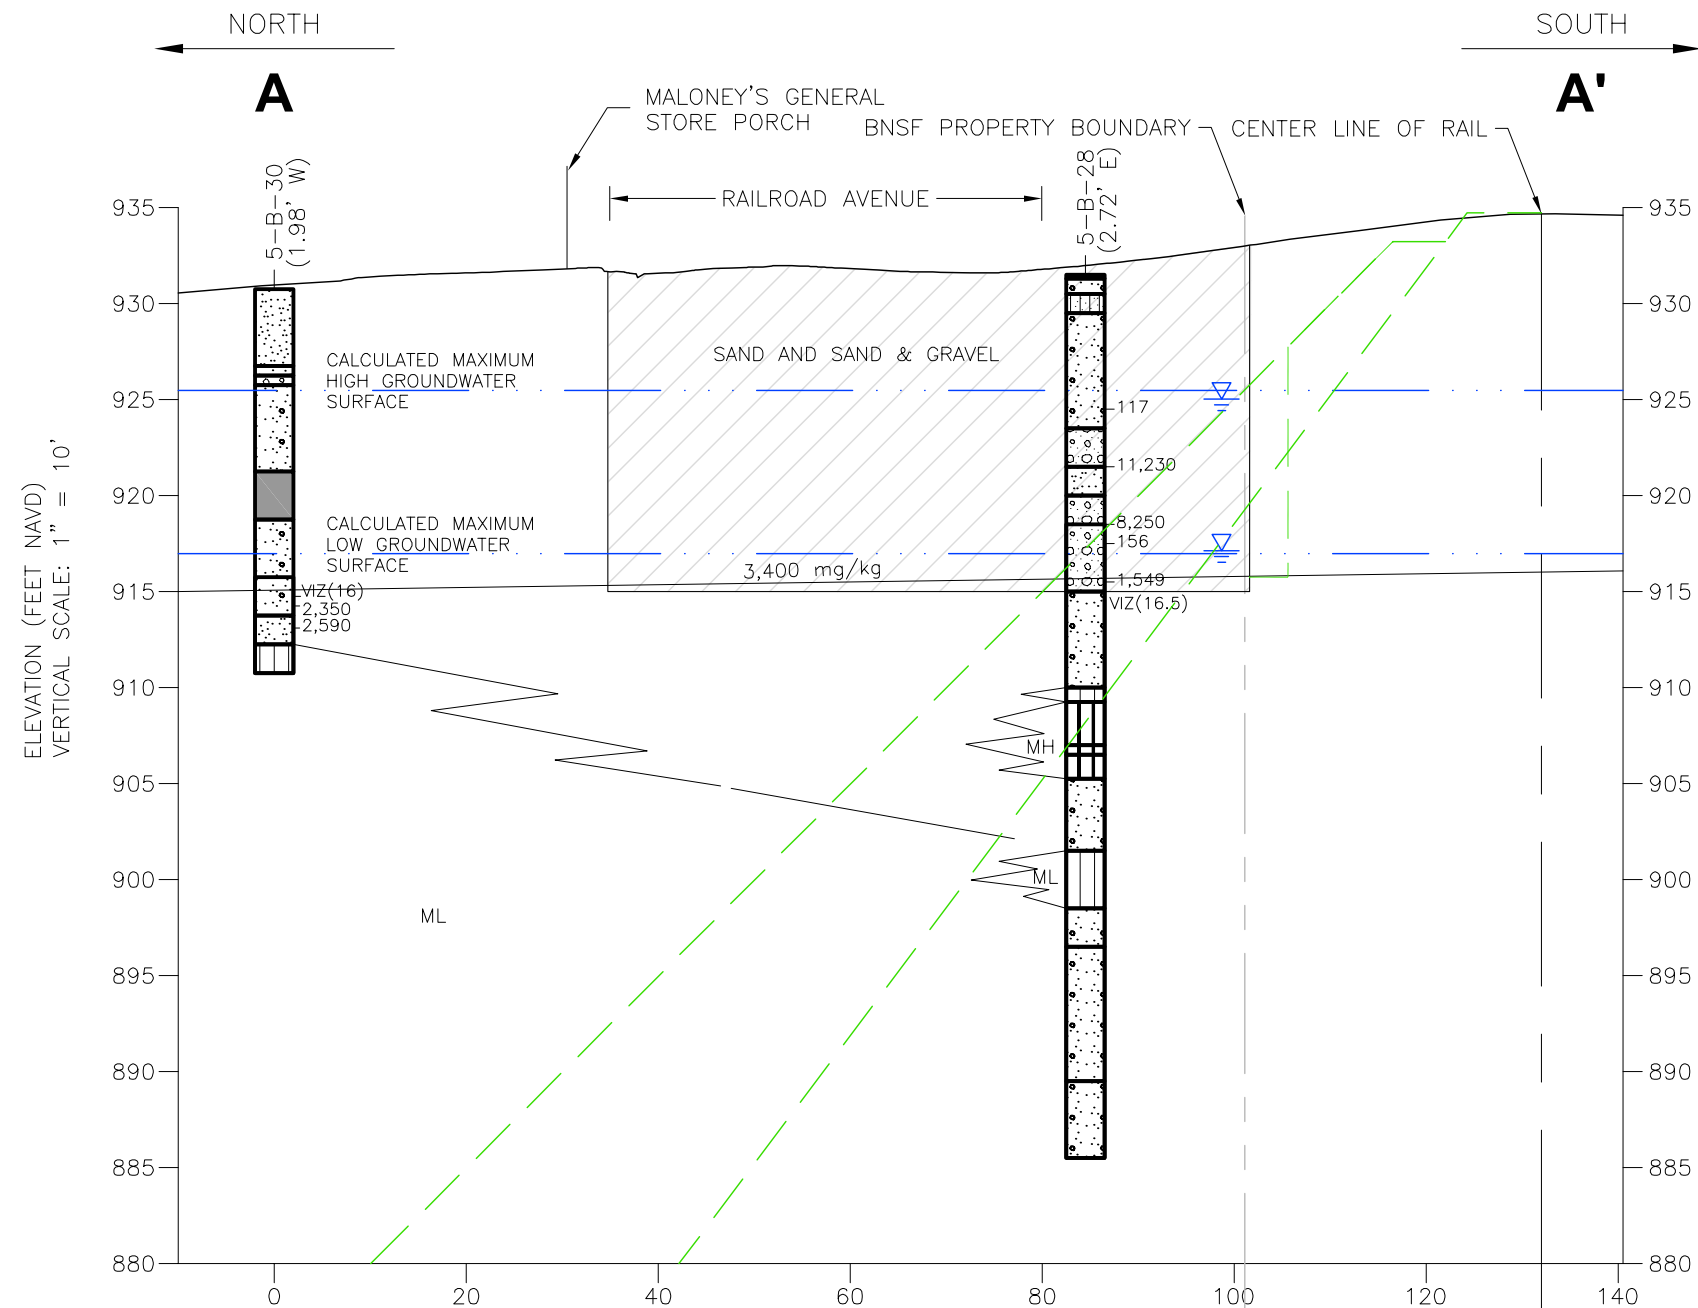 NORTH
SOUTH
A
A'
MALONEY'S GENERAL
STORE PORCH
BNSF PROPERTY BOUNDARY
CENTER LINE OF RAIL
RAILROAD AVENUE
5-B-30
(1.98' W)
5-B-28
(2.72' E)
935
930
925
920
915
910
905
900
895
890
885
880
ELEVATION (FEET NAVD)
VERTICAL SCALE: 1" = 10'
CALCULATED MAXIMUM
HIGH GROUNDWATER
SURFACE
SAND AND SAND & GRAVEL
CALCULATED MAXIMUM
LOW GROUNDWATER
SURFACE
3,400 mg/kg
VIZ(16)
2,350
2,590
117
11,230
8,250
156
1,549
VIZ(16.5)
MH
ML
ML
935
930
925
920
915
910
905
900
895
890
885
880
0
20
40
60
80
100
120
140